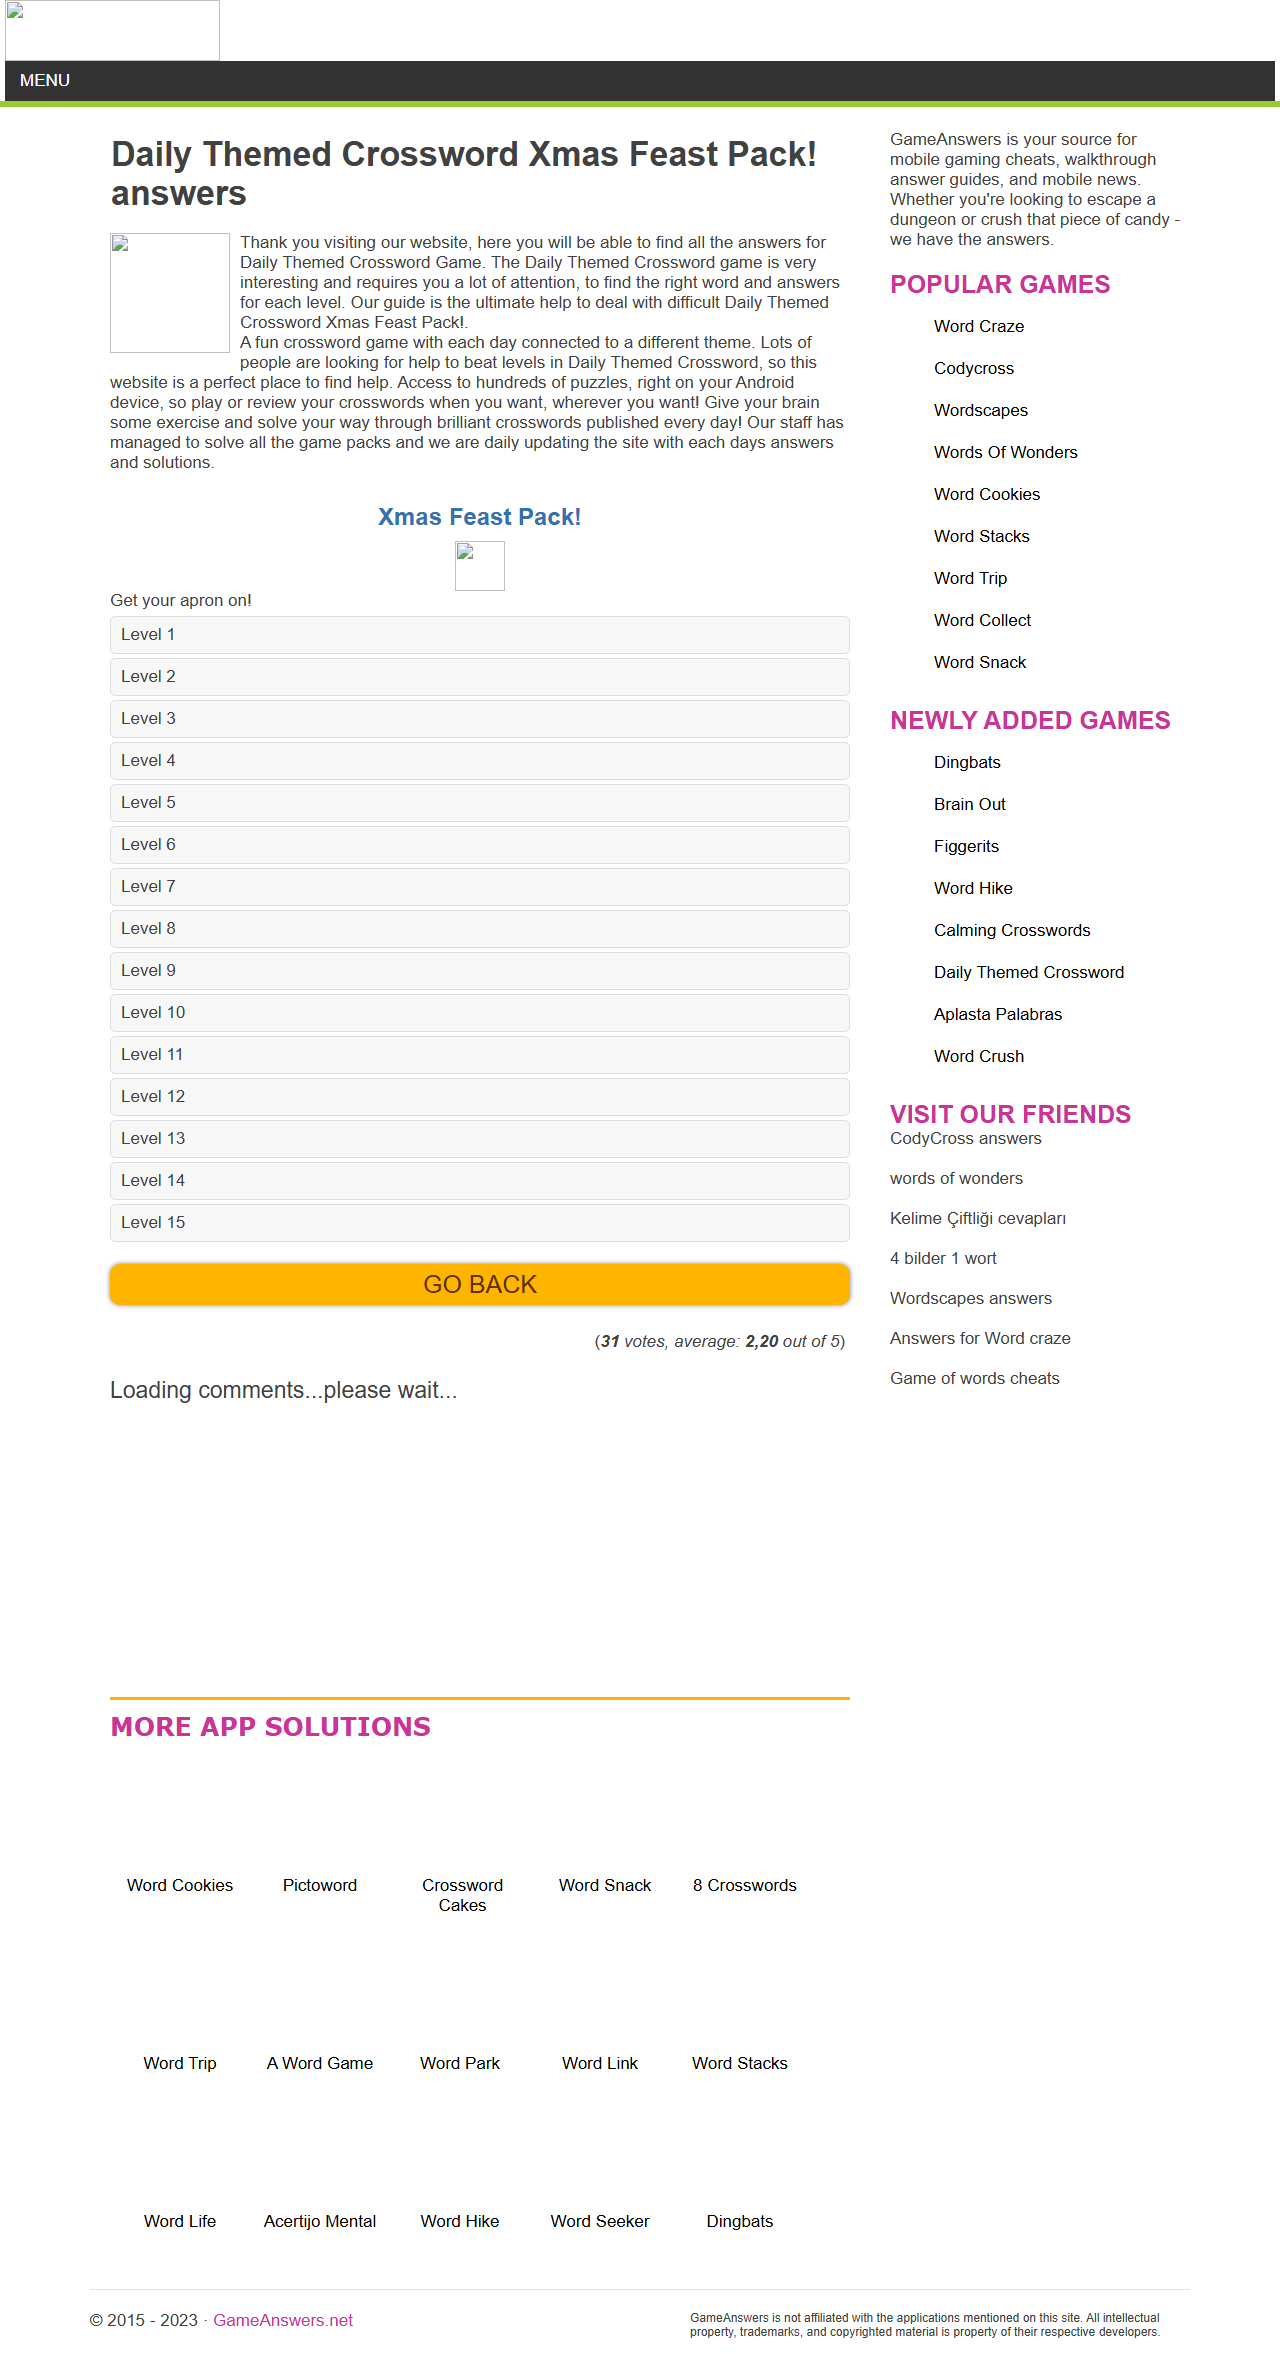 MENU
Daily Themed Crossword Xmas Feast Pack!
answers
Thank you visiting our website, here you will be able to find all the answers for
Daily Themed Crossword Game. The Daily Themed Crossword game is very
interesting and requires you a lot of attention, to find the right word and answers
for each level. Our guide is the ultimate help to deal with difficult Daily Themed
Crossword Xmas Feast Pack!.
A fun crossword game with each day connected to a different theme. Lots of
people are looking for help to beat levels in Daily Themed Crossword, so this
website is a perfect place to find help. Access to hundreds of puzzles, right on your Android
device, so play or review your crosswords when you want, wherever you want! Give your brain
some exercise and solve your way through brilliant crosswords published every day! Our staff has
managed to solve all the game packs and we are daily updating the site with each days answers
and solutions.
Xmas Feast Pack!
Get your apron on!
Level 1
Level 2
Level 3
Level 4
Level 5
Level 6
Level 7
Level 8
Level 9
Level 10
Level 11
Level 12
Level 13
Level 14
Level 15
GO BACK
(31 votes, average: 2,20 out of 5)
Loading comments...please wait...
MORE APP SOLUTIONS
Word Cookies
Pictoword
Crossword
Cakes
Word Snack
8 Crosswords
Word Trip
A Word Game
Word Park
Word Link
Word Stacks
Word Life
Acertijo Mental
Word Hike
Word Seeker
Dingbats
GameAnswers is your source for
mobile gaming cheats, walkthrough
answer guides, and mobile news.
Whether you're looking to escape a
dungeon or crush that piece of candy -
we have the answers.
POPULAR GAMES
Word Craze
Codycross
Wordscapes
Words Of Wonders
Word Cookies
Word Stacks
Word Trip
Word Collect
Word Snack
NEWLY ADDED GAMES
Dingbats
Brain Out
Figgerits
Word Hike
Calming Crosswords
Daily Themed Crossword
Aplasta Palabras
Word Crush
VISIT OUR FRIENDS
CodyCross answers
words of wonders
Kelime Çiftliği cevapları
4 bilder 1 wort
Wordscapes answers
Answers for Word craze
Game of words cheats
© 2015 - 2023 · GameAnswers.net
GameAnswers is not affiliated with the applications mentioned on this site. All intellectual
property, trademarks, and copyrighted material is property of their respective developers.